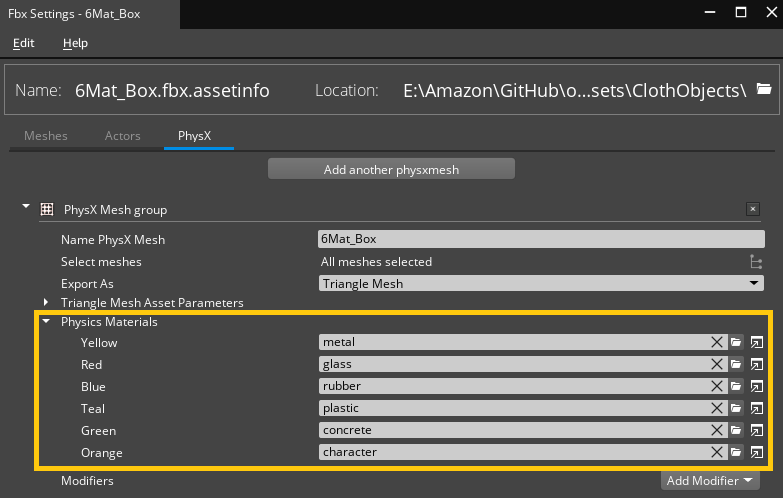 Fbx Settings - 6Mat_Box
Edit Help
Name: 6Mat_Box.fbx.assetinfo Location: E:\Amazon\GitHub\o...sets\ClothObjects\
Meshes Actors PhysX
Add another physxmesh
PhysX Mesh group
Name PhysX Mesh 6Mat_Box
Select meshes All meshes selected
Export As Triangle Mesh
Triangle Mesh Asset Parameters
Physics Materials
Yellow metal
Red glass
Blue rubber
Teal plastic
Green concrete
Orange character
Modifiers Add Modifier